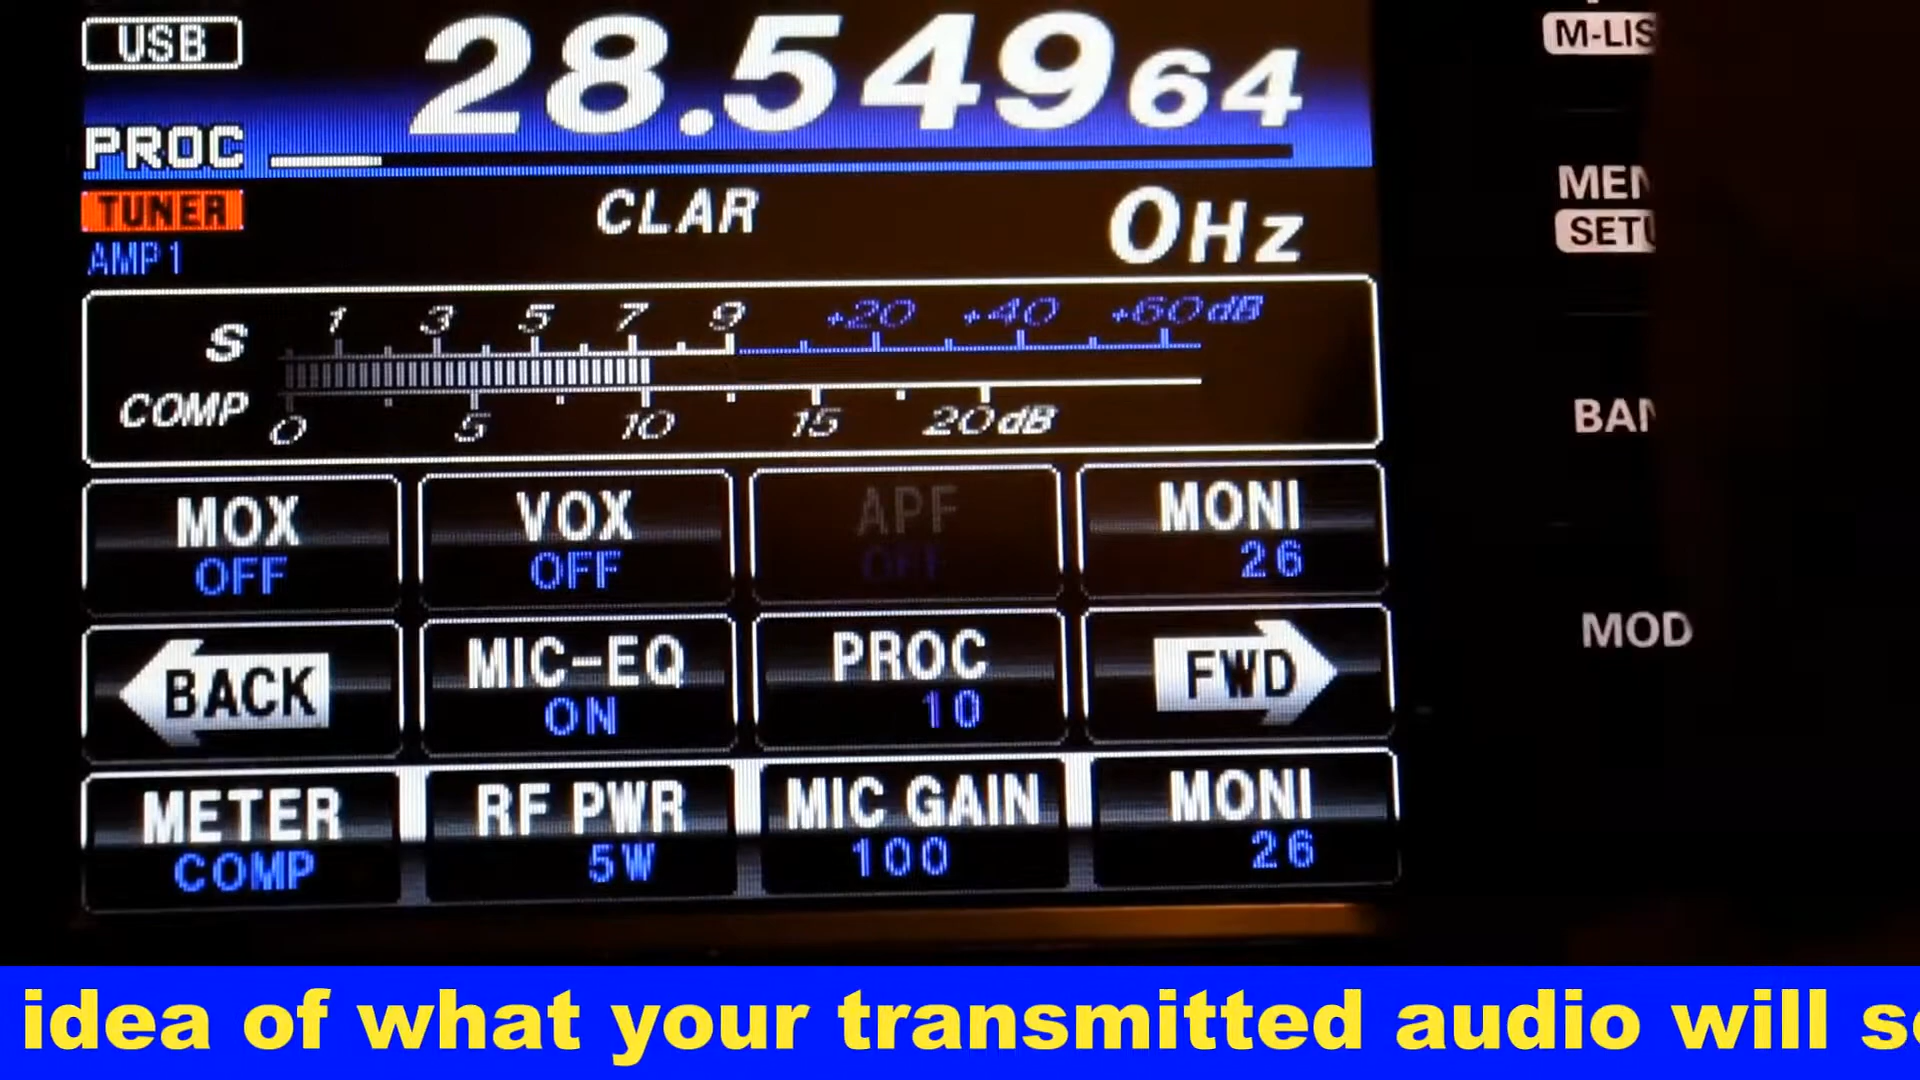 USB
28.549 64
PROC
TUNER
AMP1
CLAR
0Hz
S
1 3 5 7 9 +20 +40 +60dB
COMP
0 5 10 15 20dB
MOX
OFF
VOX
OFF
APF
OFF
MONI
26
BACK
MIC-EQ
ON
PROC
10
FWD
METER
COMP
RF PWR
5W
MIC GAIN
100
MONI
26
M-LIS
MEN
SETU
BAN
MOD
idea of what your transmitted audio will so